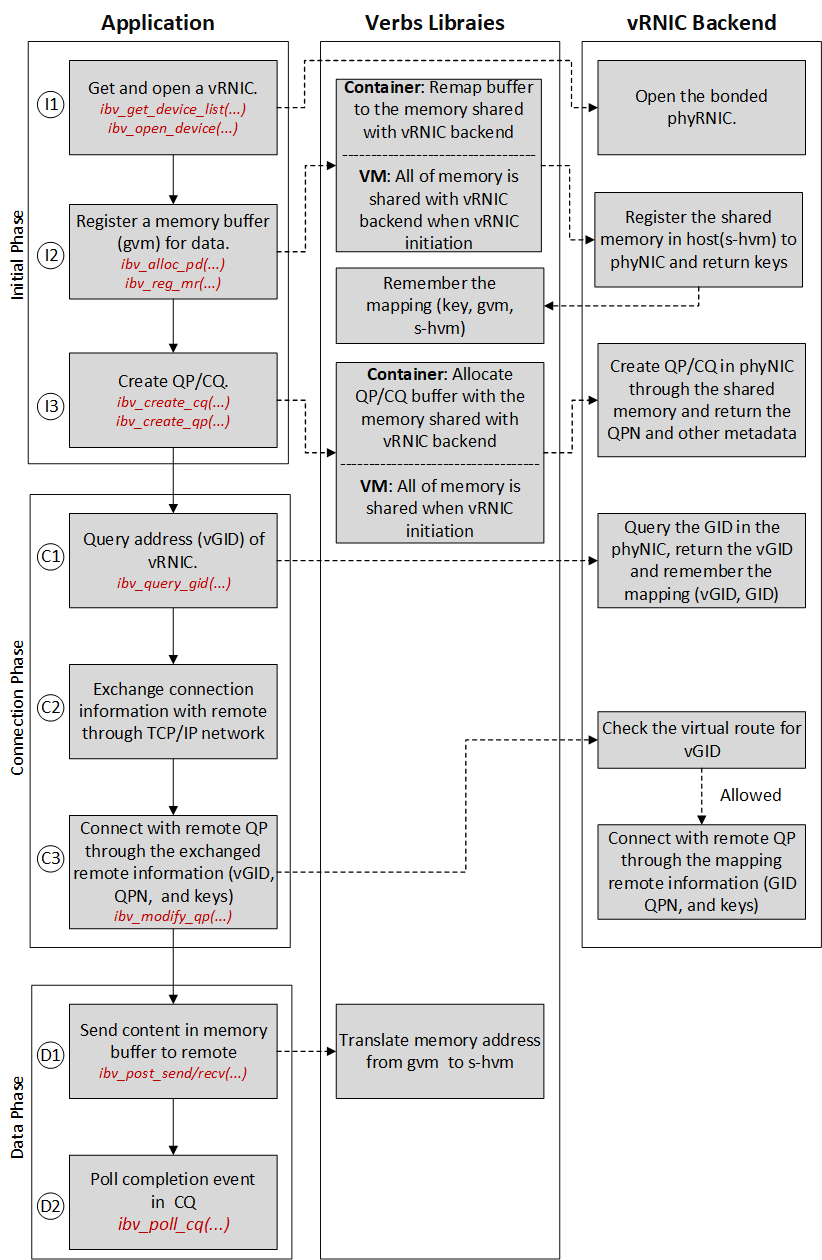 Application
Verbs Libraies
vRNIC Backend
Initial Phase
I1
Get and open a vRNIC.
ibv_get_device_list(...)
ibv_open_device(...)
Container: Remap buffer
to the memory shared
with vRNIC backend
VM: All of memory is
shared with vRNIC
backend when vRNIC
initiation
Open the bonded
phyRNIC.
I2
Register a memory buffer
(gvm) for data.
ibv_alloc_pd(...)
ibv_reg_mr(...)
Register the shared
memory in host(s-hvm) to
phyNIC and return keys
Remember the
mapping (key, gvm,
s-hvm)
I3
Create QP/CQ.
ibv_create_cq(...)
ibv_create_qp(...)
Container: Allocate
QP/CQ buffer with the
memory shared with
vRNIC backend
VM: All of memory is
shared when vRNIC
initiation
Create QP/CQ in phyNIC
through the shared
memory and return the
QPN and other metadata
Connection Phase
C1
Query address (vGID) of
vRNIC.
ibv_query_gid(...)
Query the GID in the
phyNIC, return the vGID
and remember the
mapping (vGID, GID)
C2
Exchange connection
information with remote
through TCP/IP network
Check the virtual route for
vGID
Allowed
C3
Connect with remote QP
through the exchanged
remote information (vGID,
QPN, and keys)
ibv_modify_qp(...)
Connect with remote QP
through the mapping
remote information (GID
QPN, and keys)
Data Phase
D1
Send content in memory
buffer to remote
ibv_post_send/recv(...)
Translate memory address
from gvm to s-hvm
D2
Poll completion event
in CQ
ibv_poll_cq(...)